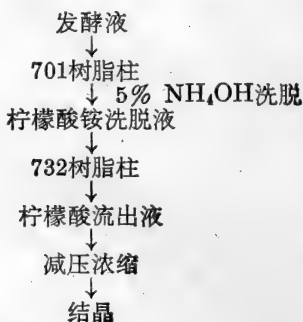 发酵液
↓
701树脂柱
↓ 5% NH₄OH洗脱
柠檬酸铵洗脱液
↓
732树脂柱
↓
柠檬酸流出液
↓
减压浓缩
↓
结晶